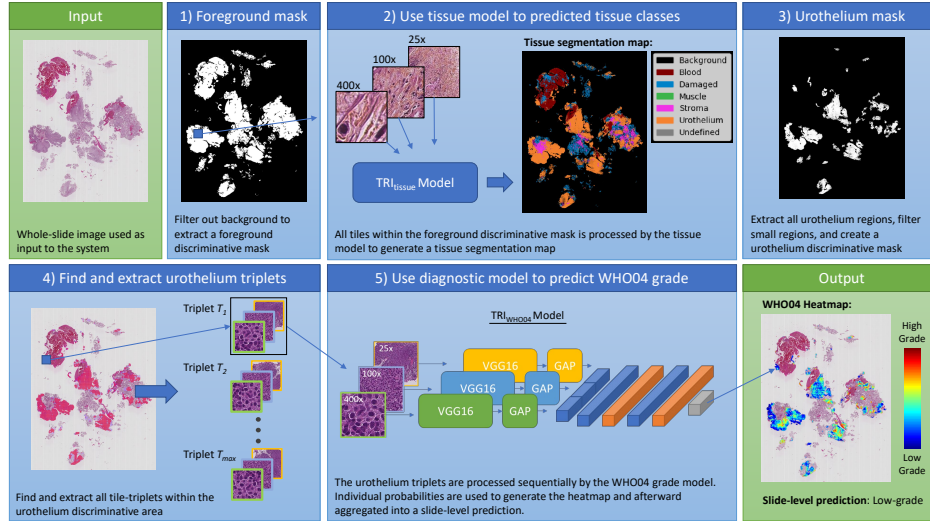 Input
Whole-slide image used as
input to the system
1) Foreground mask
Filter out background to
extract a foreground
discriminative mask
2) Use tissue model to predicted tissue classes
25x
100x
400x
TRItissue Model
Tissue segmentation map:
Background
Blood
Damaged
Muscle
Stroma
Urothelium
Undefined
All tiles within the foreground discriminative mask is processed by the tissue
model to generate a tissue segmentation map
3) Urothelium mask
Extract all urothelium regions, filter
small regions, and create a
urothelium discriminative mask
4) Find and extract urothelium triplets
Triplet T1
Triplet T2
Triplet Tmax
Find and extract all tile-triplets within the
urothelium discriminative area
5) Use diagnostic model to predict WHO04 grade
TRIWHO04 Model
25x
100x
400x
VGG16 GAP
VGG16 GAP
VGG16 GAP
The urothelium triplets are processed sequentially by the WHO04 grade model.
Individual probabilities are used to generate the heatmap and afterward
aggregated into a slide-level prediction.
Output
WHO04 Heatmap:
High
Grade
Low
Grade
Slide-level prediction: Low-grade